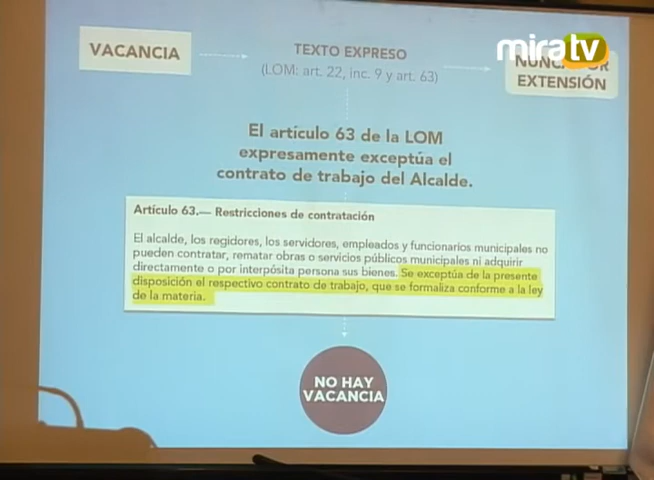 miratv
VACANCIA
TEXTO EXPRESO
(LOM: art. 22, inc. 9 y art. 63)
EXTENSIÓN
El artículo 63 de la LOM
expresamente exceptúa el
contrato de trabajo del Alcalde.
Artículo 63.— Restricciones de contratación
El alcalde, los regidores, los servidores, empleados y funcionarios municipales no
pueden contratar, rematar obras o servicios públicos municipales ni adquirir
directamente o por interpósita persona sus bienes. Se exceptúa de la presente
disposición el respectivo contrato de trabajo, que se formaliza conforme a la ley
de la materia.
NO HAY
VACANCIA